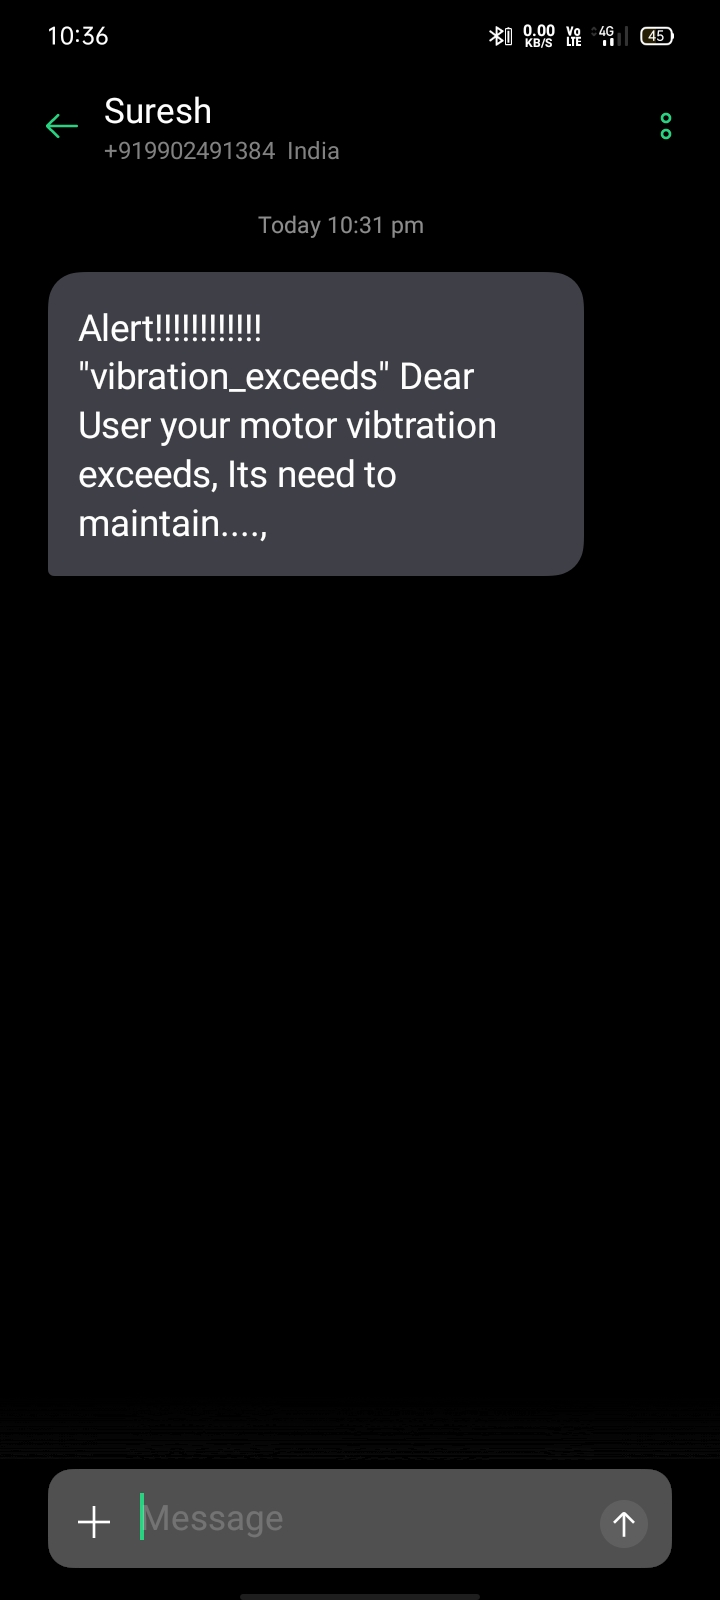 10:36 0.00 KB/S Vo LTE 4G 45
Suresh
+919902491384 India
Today 10:31 pm
Alert!!!!!!!!!!!!
"vibration_exceeds" Dear
User your motor vibtration
exceeds, Its need to
maintain....,
Message